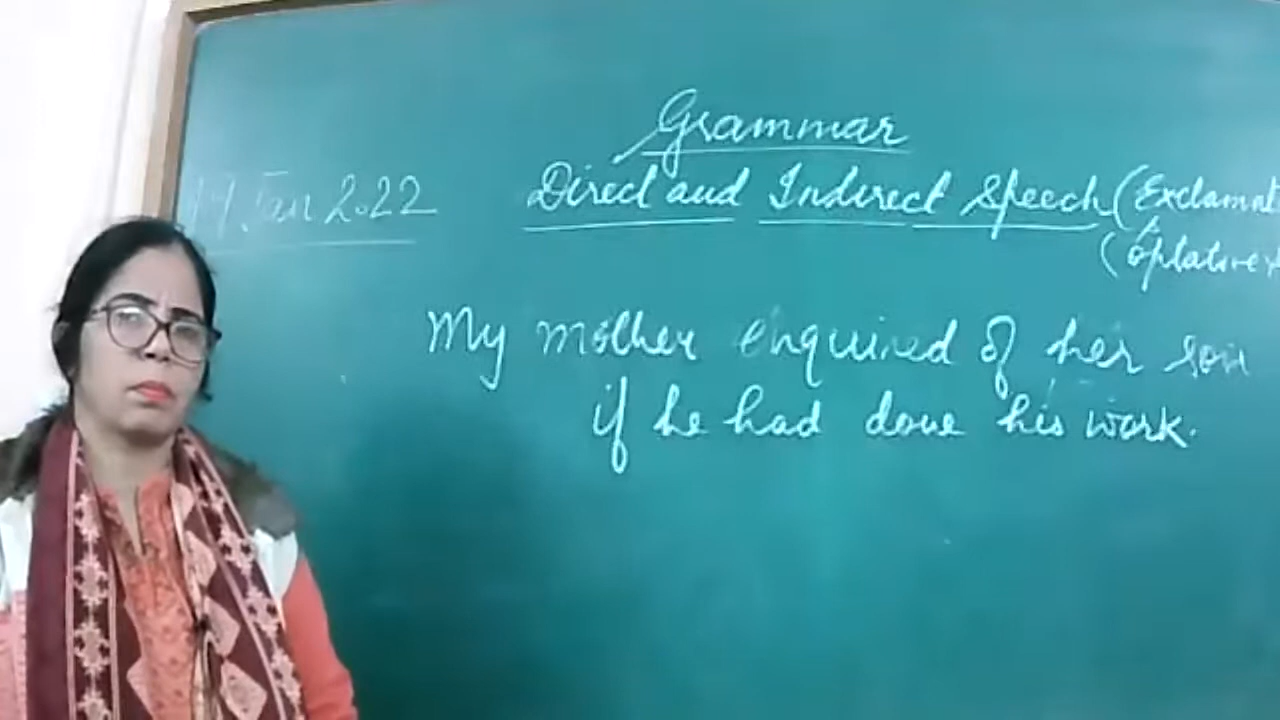 Grammar
19 Jan 2022
Direct and Indirect Speech (Exclamat
(Optative
My mother enquired of her son
if he had done his work.